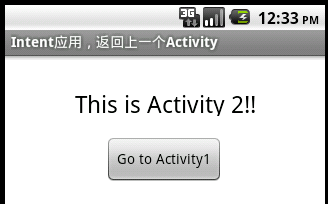 3G 12:33 PM
Intent应用，返回上一个Activity
This is Activity 2!!
Go to Activity1